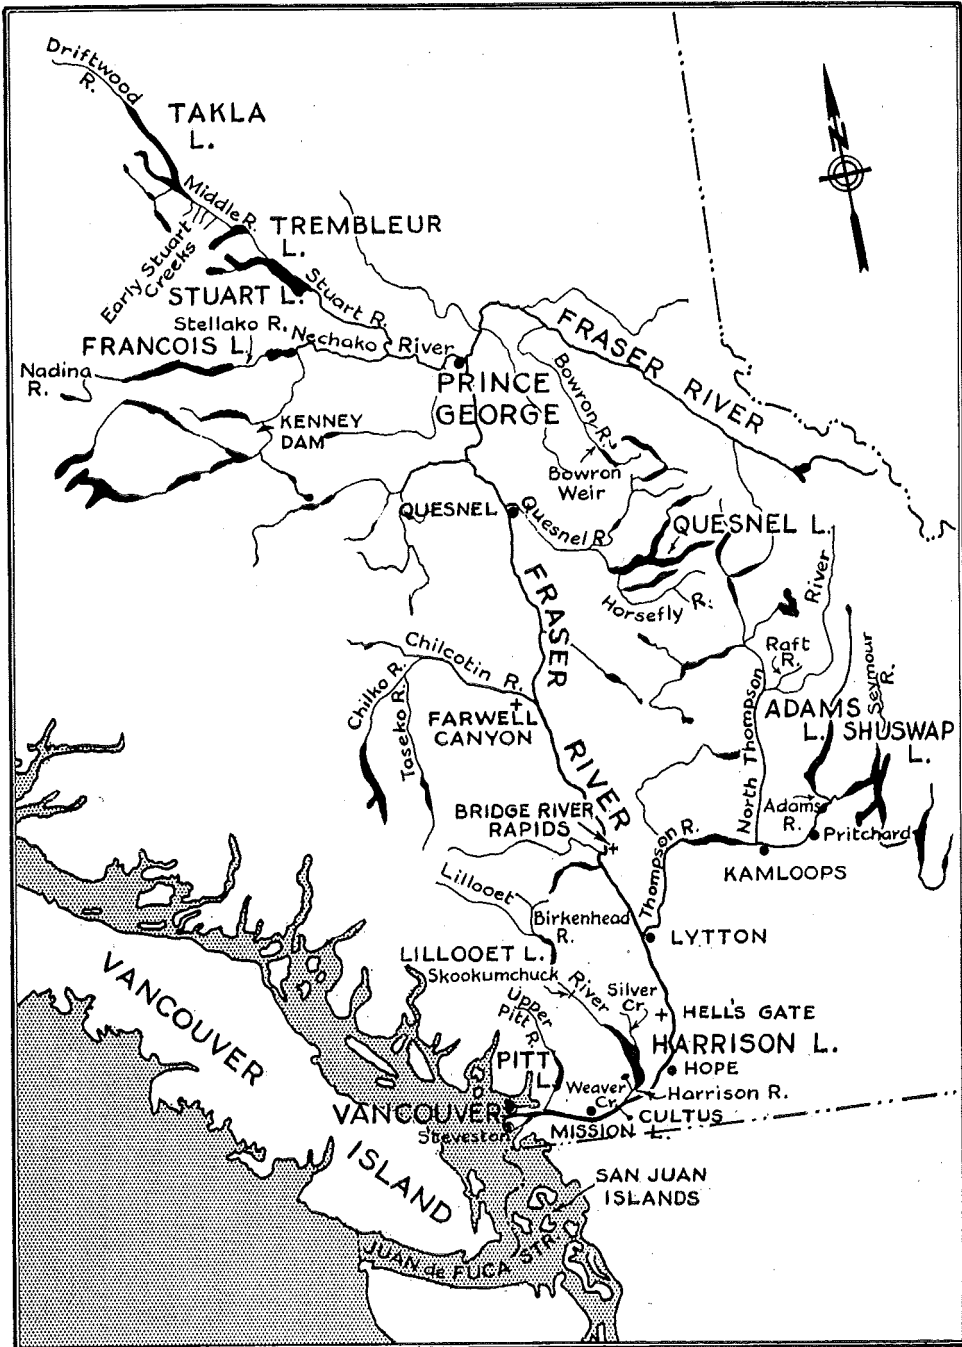 Driftwood
R.
TAKLA
L.
N
Middle R.
TREMBLEUR
L.
Early Stuart
Creeks
STUART L.
Stuart R.
Stellako R.
FRANCOIS L.
Nechako River
Nadina
R.
PRINCE
GEORGE
FRASER RIVER
KENNEY
DAM
Bowron R.
Bowron
Weir
QUESNEL
Quesnel R.
QUESNEL L.
Horsefly R.
FRASER
RIVER
River
Raft
R.
Seymour
R.
Chilcotin R.
Chilko R.
Taseko R.
FARWELL
CANYON
North Thompson
ADAMS
L.
SHUSWAP
L.
Adams
R.
Pritchard
BRIDGE RIVER
RAPIDS
Thompson R.
KAMLOOPS
Lillooet
River
Birkenhead
R.
LYTTON
LILLOOET L.
Skookumchuck
Silver
Cr.
Upper
Pitt R.
HELL'S GATE
HARRISON L.
PITT
L.
HOPE
Weaver
Cr.
Harrison R.
VANCOUVER
Steveston
MISSION
CULTUS
L.
VANCOUVER
ISLAND
SAN JUAN
ISLANDS
JUAN de FUCA STR.